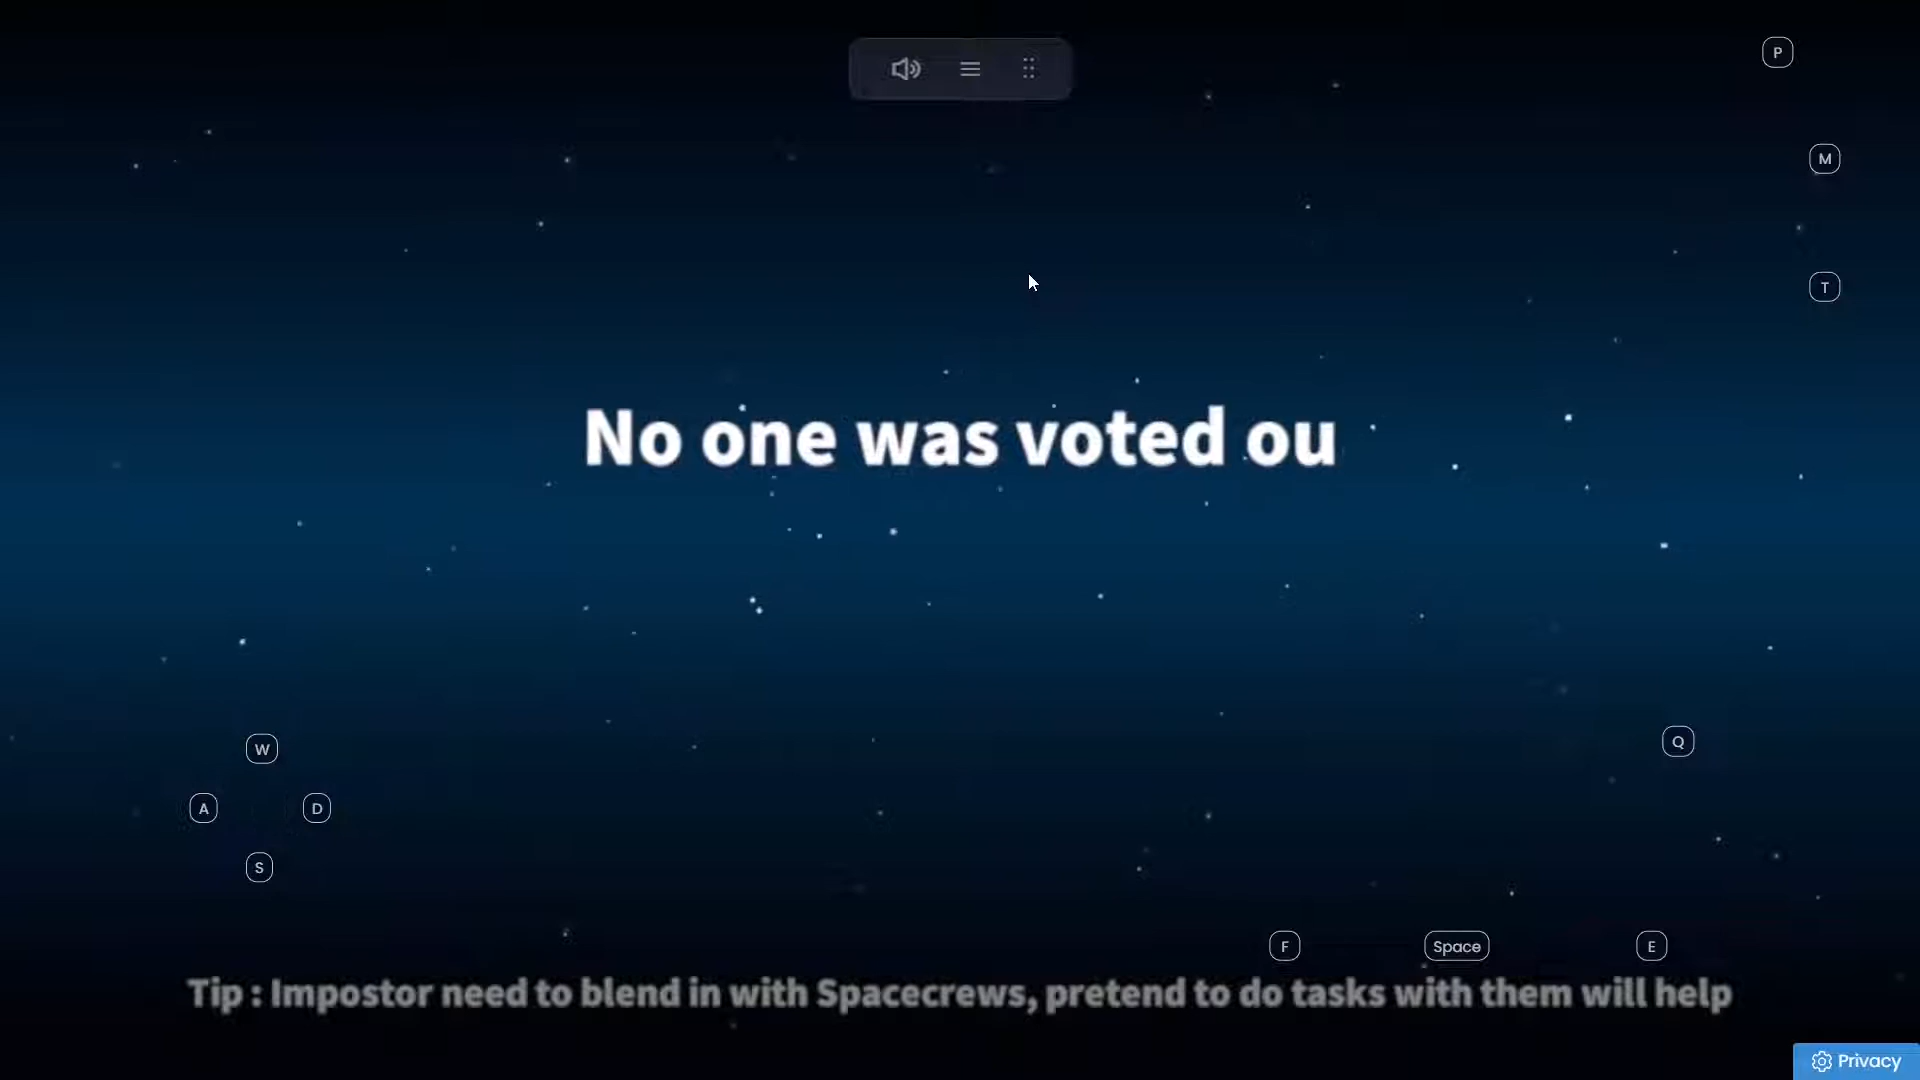 P
M
T
No one was voted ou
W
Q
A D
S
F Space E
Tip : Impostor need to blend in with Spacecrews, pretend to do tasks with them will help
Privacy